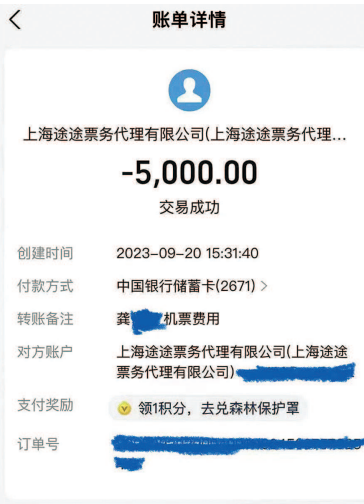 账单详情
上海途途票务代理有限公司(上海途途票务代理...
-5,000.00
交易成功
创建时间 2023-09-20 15:31:40
付款方式 中国银行储蓄卡(2671)
转账备注 龚 机票费用
对方账户 上海途途票务代理有限公司(上海途途
票务代理有限公司)
支付奖励 领1积分，去兑森林保护罩
订单号